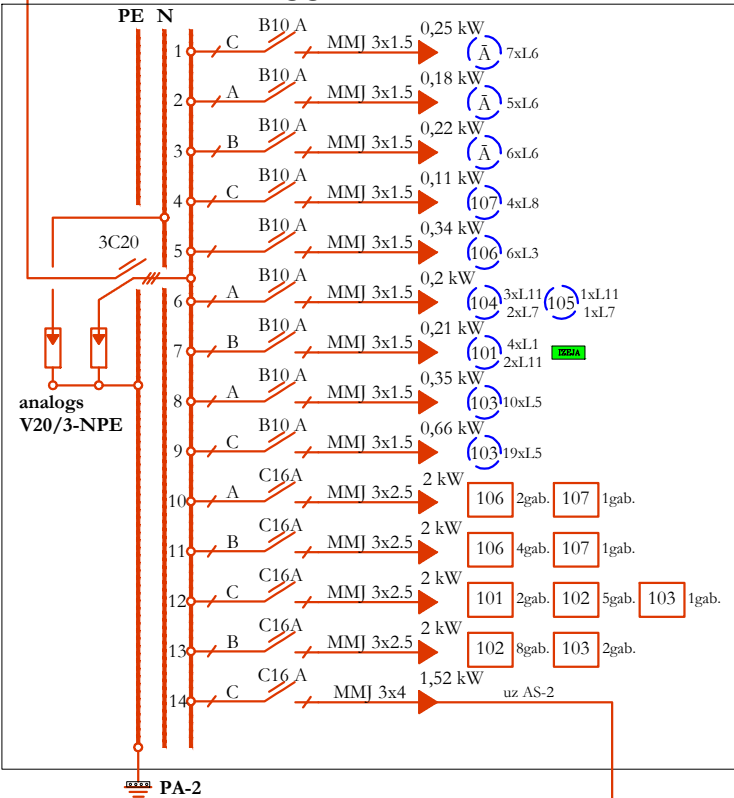 PE N
1 C B10 A MMJ 3x1.5 0,25 kW Ā 7xL6
2 A B10 A MMJ 3x1.5 0,18 kW Ā 5xL6
3 B B10 A MMJ 3x1.5 0,22 kW Ā 6xL6
4 C B10 A MMJ 3x1.5 0,11 kW 107 4xL8
3C20
5 B10 A MMJ 3x1.5 0,34 kW 106 6xL3
6 A B10 A MMJ 3x1.5 0,2 kW 104 3xL11 105 1xL11
2xL7 1xL7
7 B B10 A MMJ 3x1.5 0,21 kW 101 4xL1 IZEJA
2xL11
8 A B10 A MMJ 3x1.5 0,35 kW 103 10xL5
analogs
V20/3-NPE
9 C B10 A MMJ 3x1.5 0,66 kW 103 19xL5
10 A C16A MMJ 3x2.5 2 kW 106 2gab. 107 1gab.
11 B C16A MMJ 3x2.5 2 kW 106 4gab. 107 1gab.
12 C C16A MMJ 3x2.5 2 kW 101 2gab. 102 5gab. 103 1gab.
13 B C16A MMJ 3x2.5 2 kW 102 8gab. 103 2gab.
14 C C16 A MMJ 3x4 1,52 kW uz AS-2
PA-2